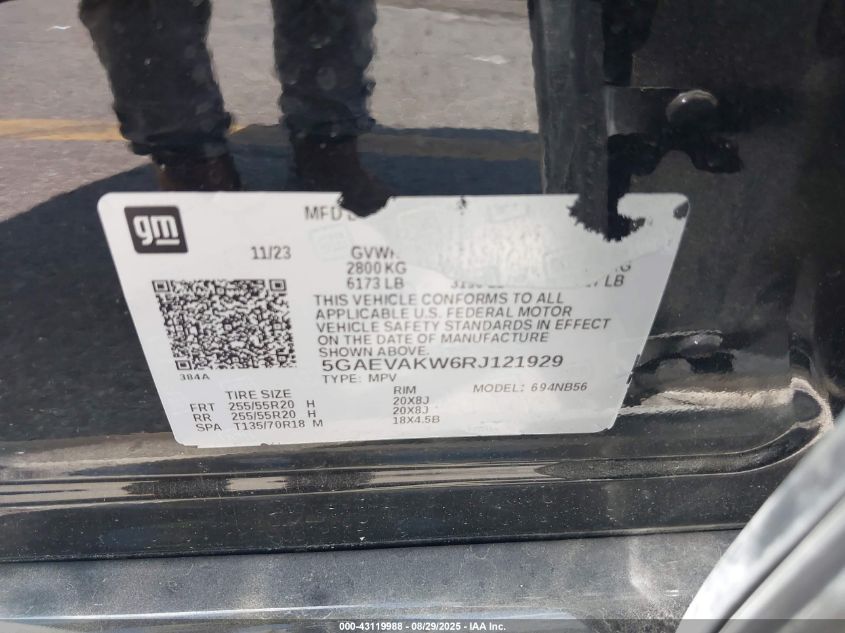 gm
MFD
11/23
2800 KG
6173 LB LB
THIS VEHICLE CONFORMS TO ALL
APPLICABLE U.S. FEDERAL MOTOR
VEHICLE SAFETY STANDARDS IN EFFECT
ON THE DATE OF MANUFACTURE
SHOWN ABOVE.
5GAEVAKW6RJ121929
384A
TYPE: MPV MODEL: 694NB56
TIRE SIZE RIM
FRT 255/55R20 H 20X8J
RR 255/55R20 H 20X8J
SPA T135/70R18 M 18X4.5B
000-43119988 - 08/29/2025 - IAA Inc.